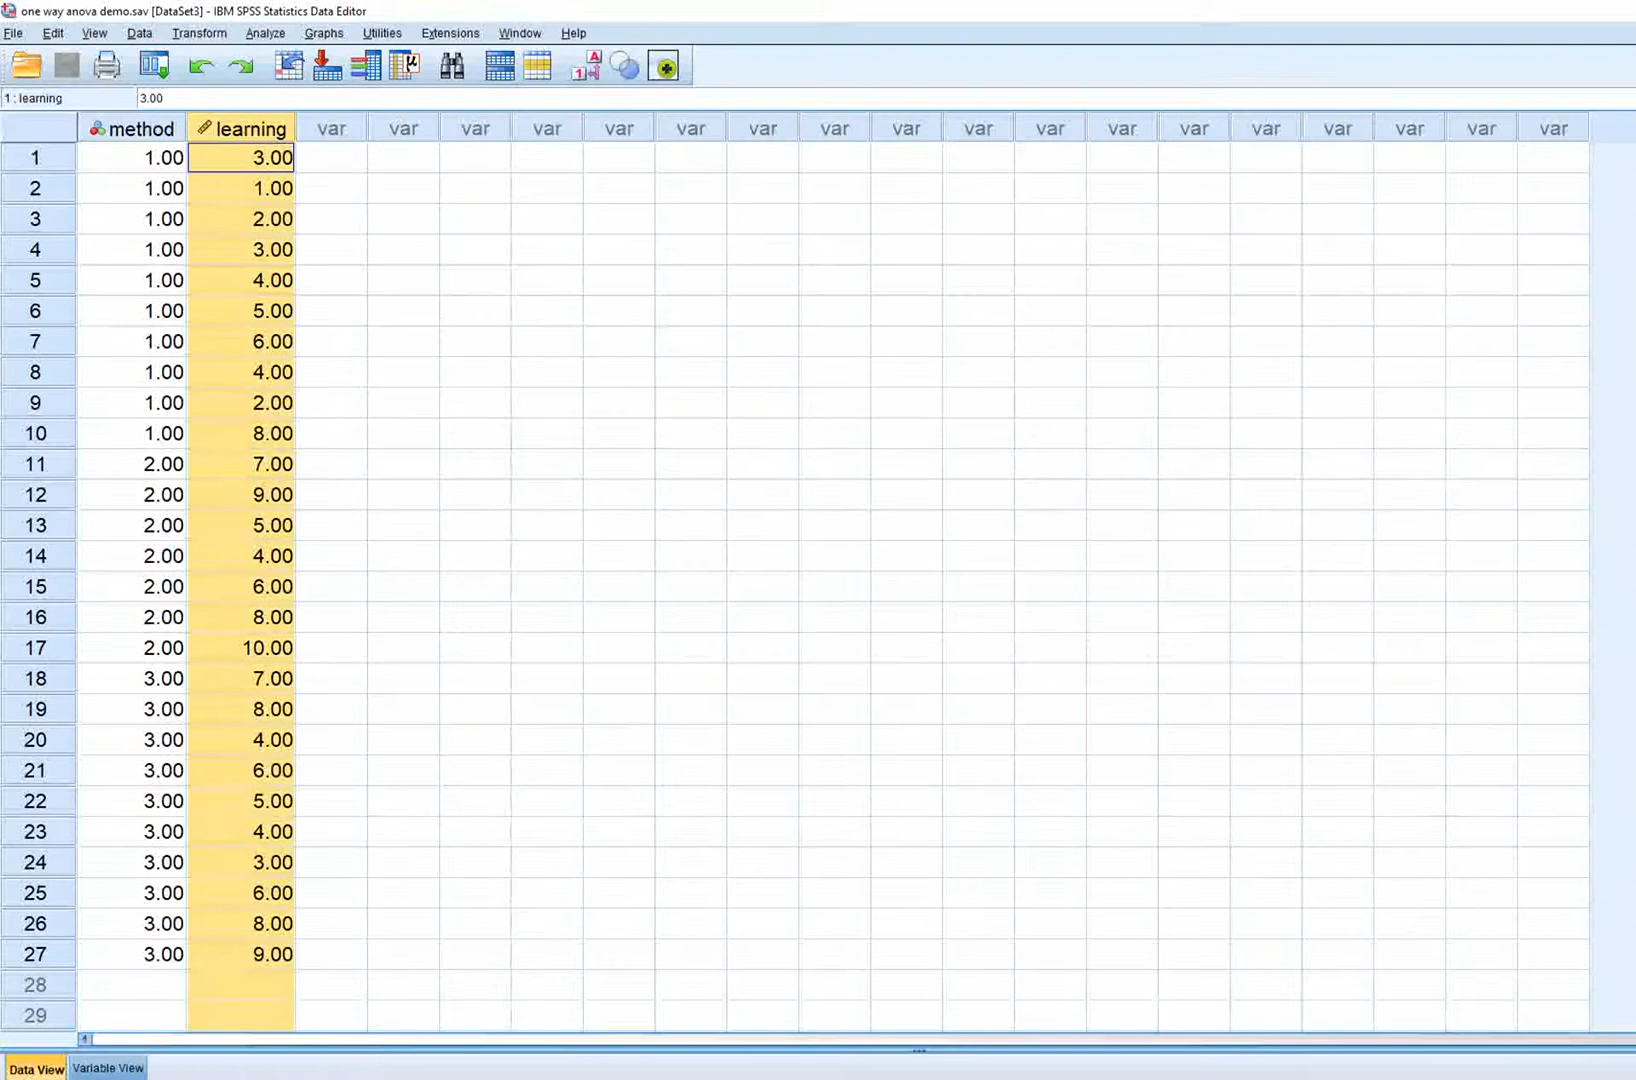 one way anova demo.sav [DataSet3] - IBM SPSS Statistics Data Editor
File Edit View Data Transform Analyze Graphs Utilities Extensions Window Help
1 : learning 3.00
method learning var var var var var var var var var var var var var var var var var var
1 1.00 3.00
2 1.00 1.00
3 1.00 2.00
4 1.00 3.00
5 1.00 4.00
6 1.00 5.00
7 1.00 6.00
8 1.00 4.00
9 1.00 2.00
10 1.00 8.00
11 2.00 7.00
12 2.00 9.00
13 2.00 5.00
14 2.00 4.00
15 2.00 6.00
16 2.00 8.00
17 2.00 10.00
18 3.00 7.00
19 3.00 8.00
20 3.00 4.00
21 3.00 6.00
22 3.00 5.00
23 3.00 4.00
24 3.00 3.00
25 3.00 6.00
26 3.00 8.00
27 3.00 9.00
28
29
Data View Variable View